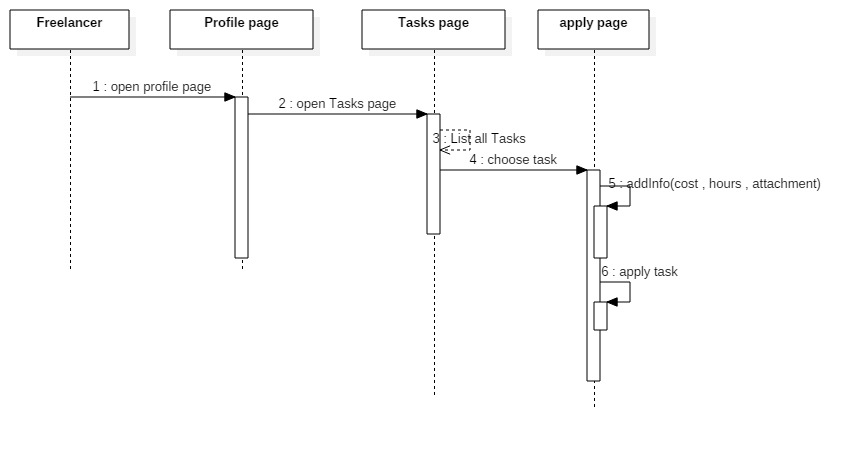 Freelancer
Profile page
Tasks page
apply page
1 : open profile page
2 : open Tasks page
3 : List all Tasks
4 : choose task
5 : addInfo(cost , hours , attachment)
6 : apply task